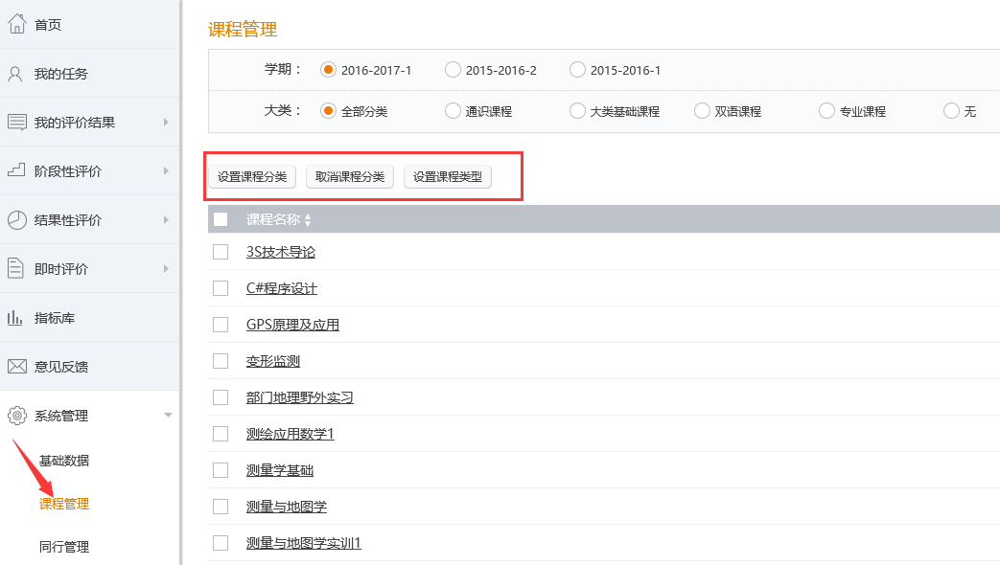 首页
我的任务
我的评价结果
阶段性评价
结果性评价
即时评价
指标库
意见反馈
系统管理
基础数据
课程管理
同行管理
课程管理
学期： 2016-2017-1 2015-2016-2 2015-2016-1
大类： 全部分类 通识课程 大类基础课程 双语课程 专业课程 无
设置课程分类 取消课程分类 设置课程类型
课程名称
3S技术导论
C#程序设计
GPS原理及应用
变形监测
部门地理野外实习
测绘应用数学1
测量学基础
测量与地图学
测量与地图学实训1